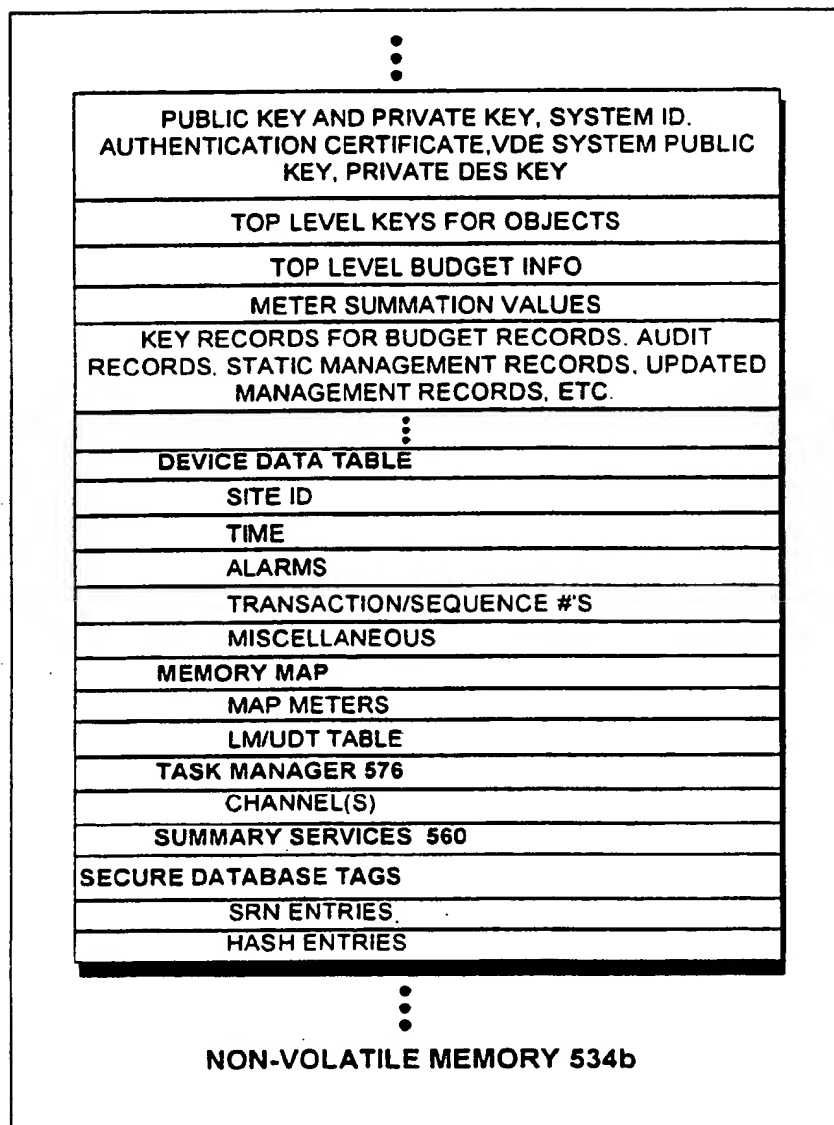 PUBLIC KEY AND PRIVATE KEY, SYSTEM ID.
AUTHENTICATION CERTIFICATE,VDE SYSTEM PUBLIC
KEY, PRIVATE DES KEY
TOP LEVEL KEYS FOR OBJECTS
TOP LEVEL BUDGET INFO
METER SUMMATION VALUES
KEY RECORDS FOR BUDGET RECORDS. AUDIT
RECORDS. STATIC MANAGEMENT RECORDS, UPDATED
MANAGEMENT RECORDS, ETC.
DEVICE DATA TABLE
SITE ID
TIME
ALARMS
TRANSACTION/SEQUENCE #'S
MISCELLANEOUS
MEMORY MAP
MAP METERS
LM/UDT TABLE
TASK MANAGER 576
CHANNEL(S)
SUMMARY SERVICES 560
SECURE DATABASE TAGS
SRN ENTRIES
HASH ENTRIES
NON-VOLATILE MEMORY 534b